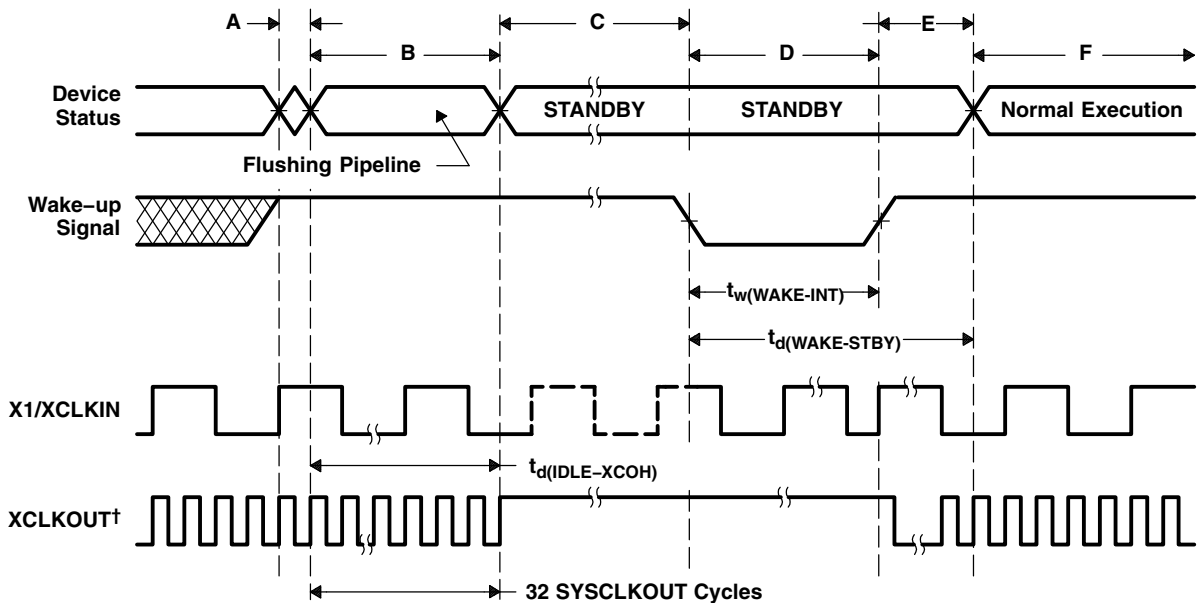 A
B
C
D
E
F
Device
Status
STANDBY
STANDBY
Normal Execution
Flushing Pipeline
Wake−up
Signal
tw(WAKE-INT)
td(WAKE-STBY)
X1/XCLKIN
td(IDLE−XCOH)
XCLKOUT†
32 SYSCLKOUT Cycles